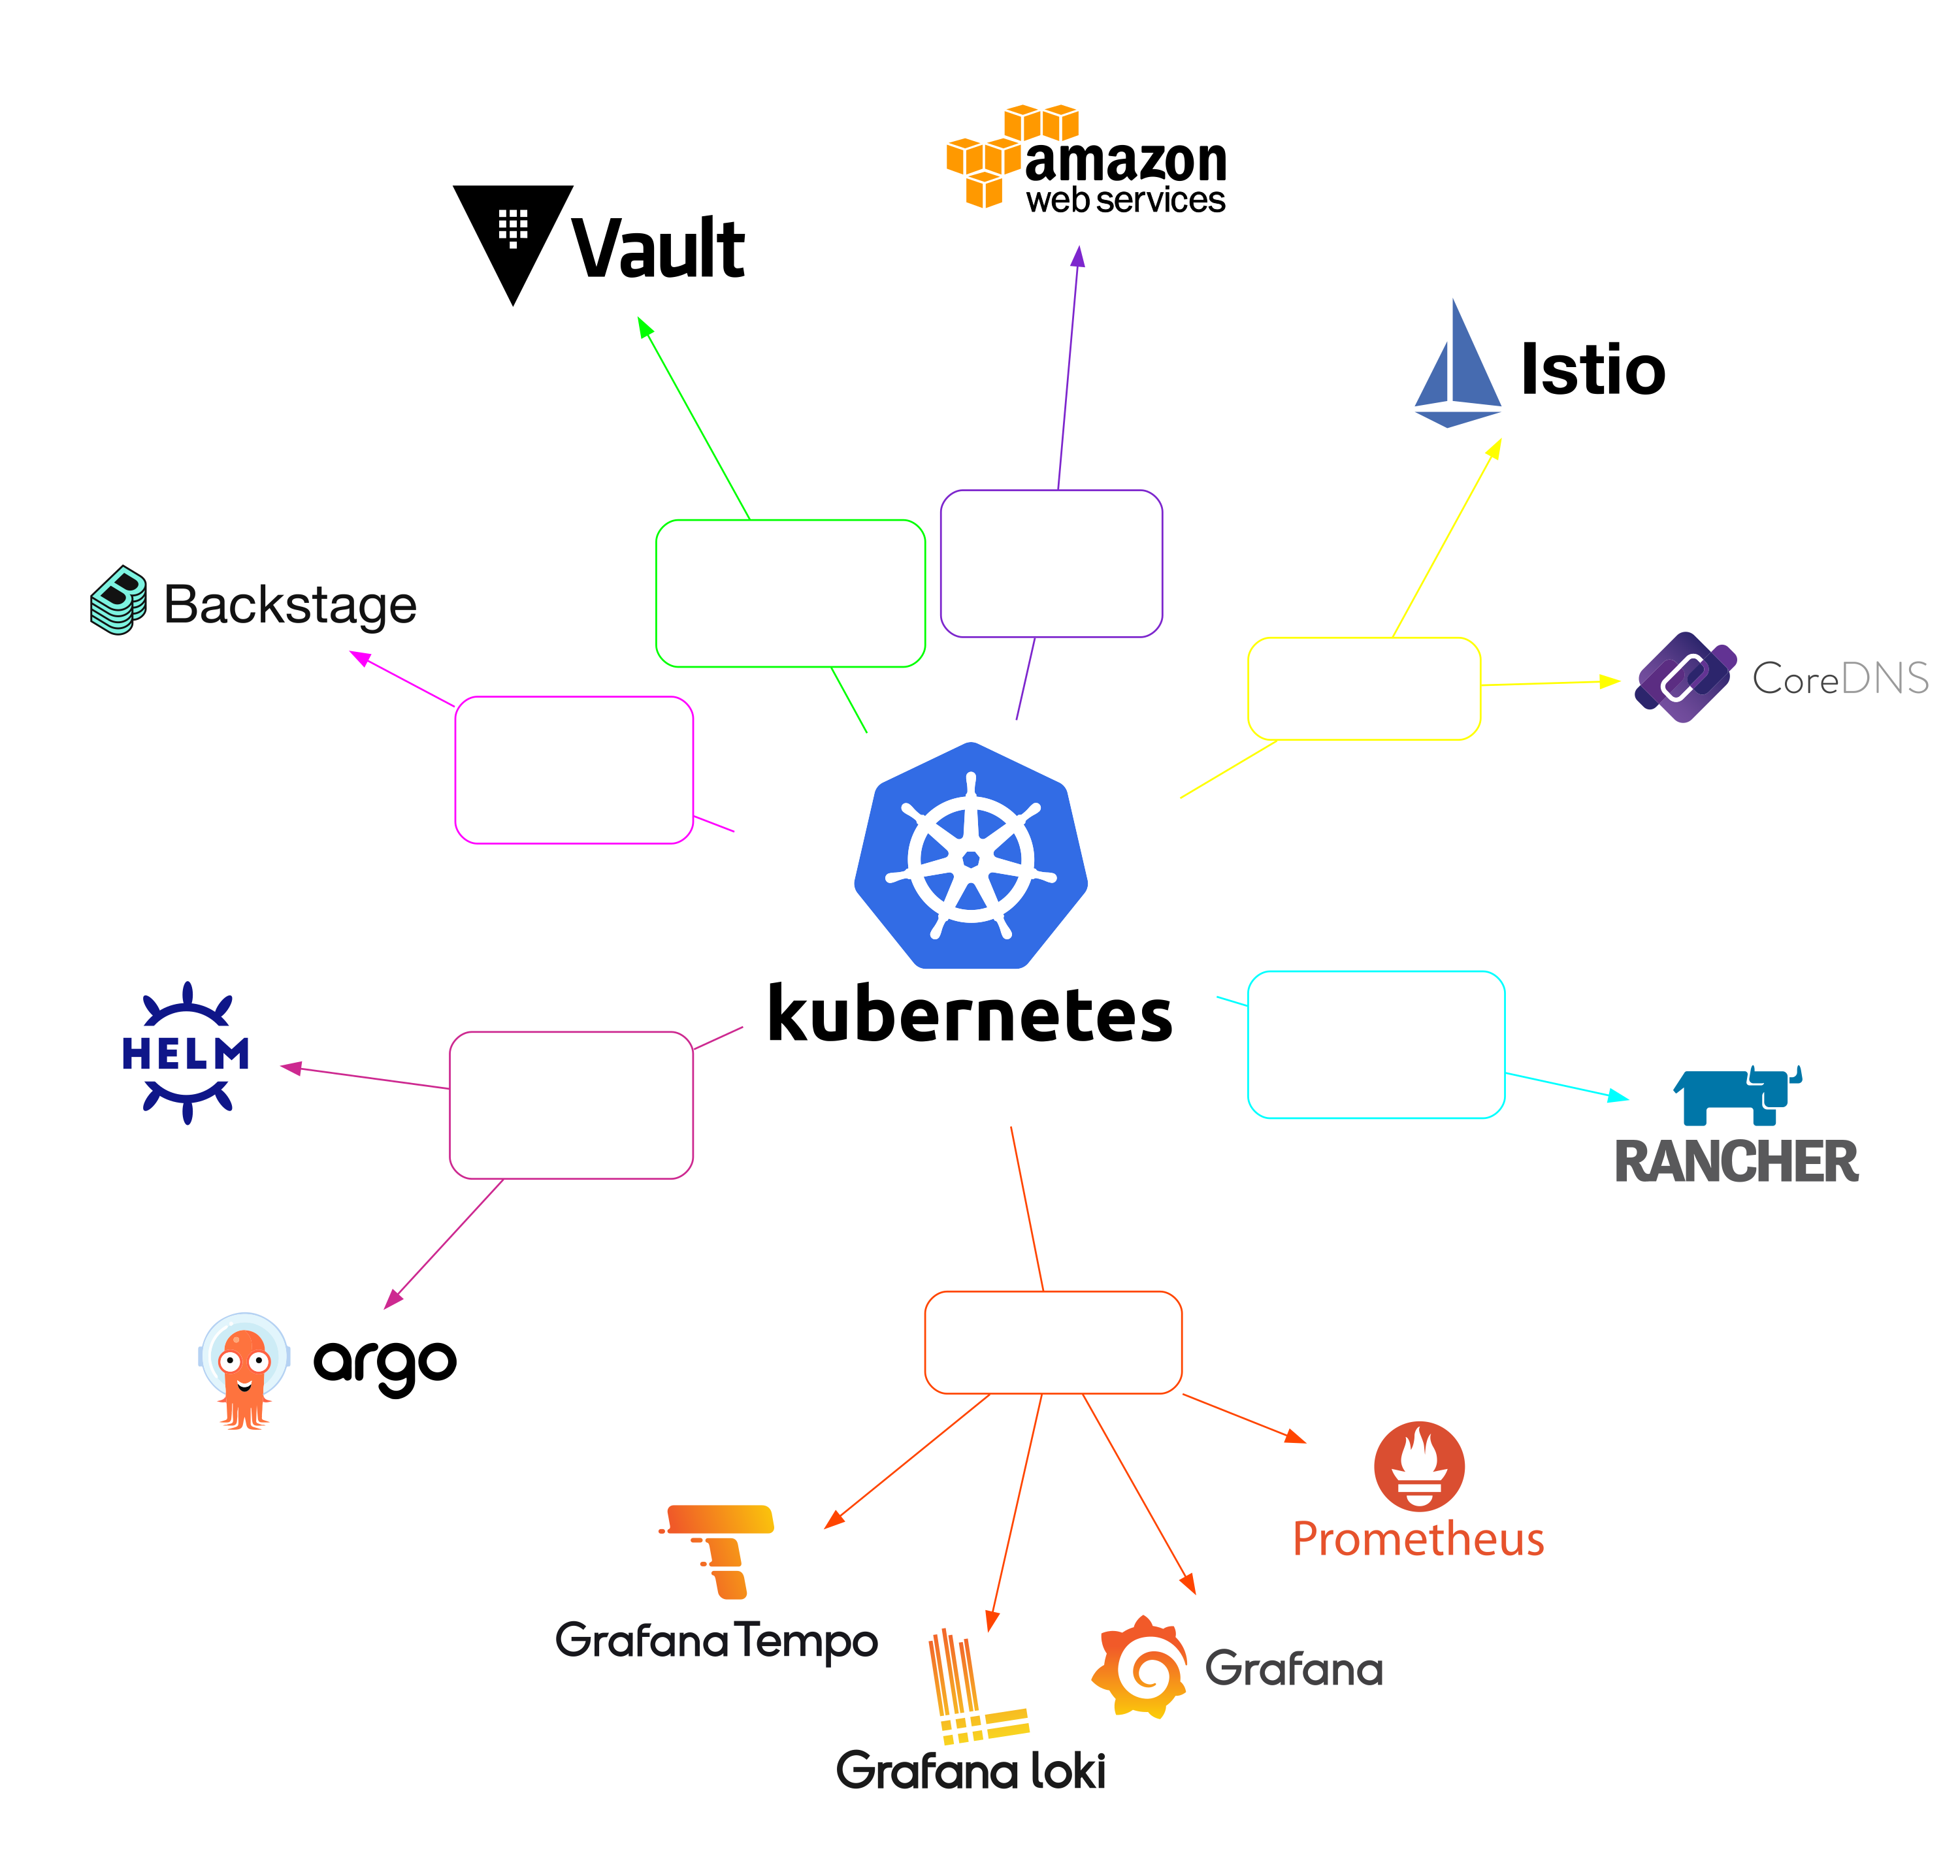 amazon
web services
Vault
Istio
Backstage
CoreDNS
kubernetes
HELM
RANCHER
argo
Prometheus
Grafana Tempo
Grafana
Grafana loki